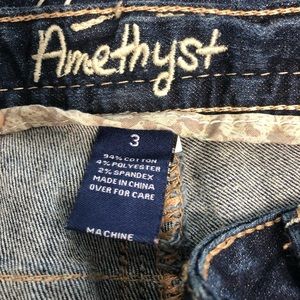 Amethyst
3
94% COTTON
4% POLYESTER
2% SPANDEX
MADE IN CHINA
OVER FOR CARE
MACHINE